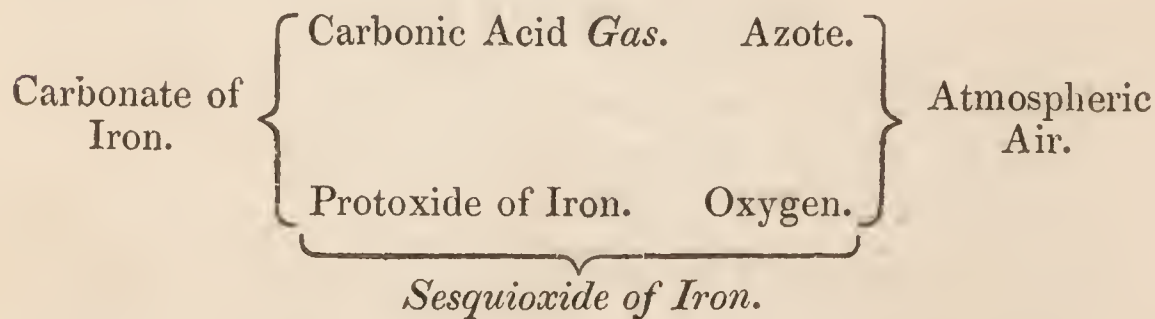 Carbonic Acid Gas. Azote.
Carbonate of
Iron.
Atmospheric
Air.
Protoxide of Iron. Oxygen.
Sesquioxide of Iron.